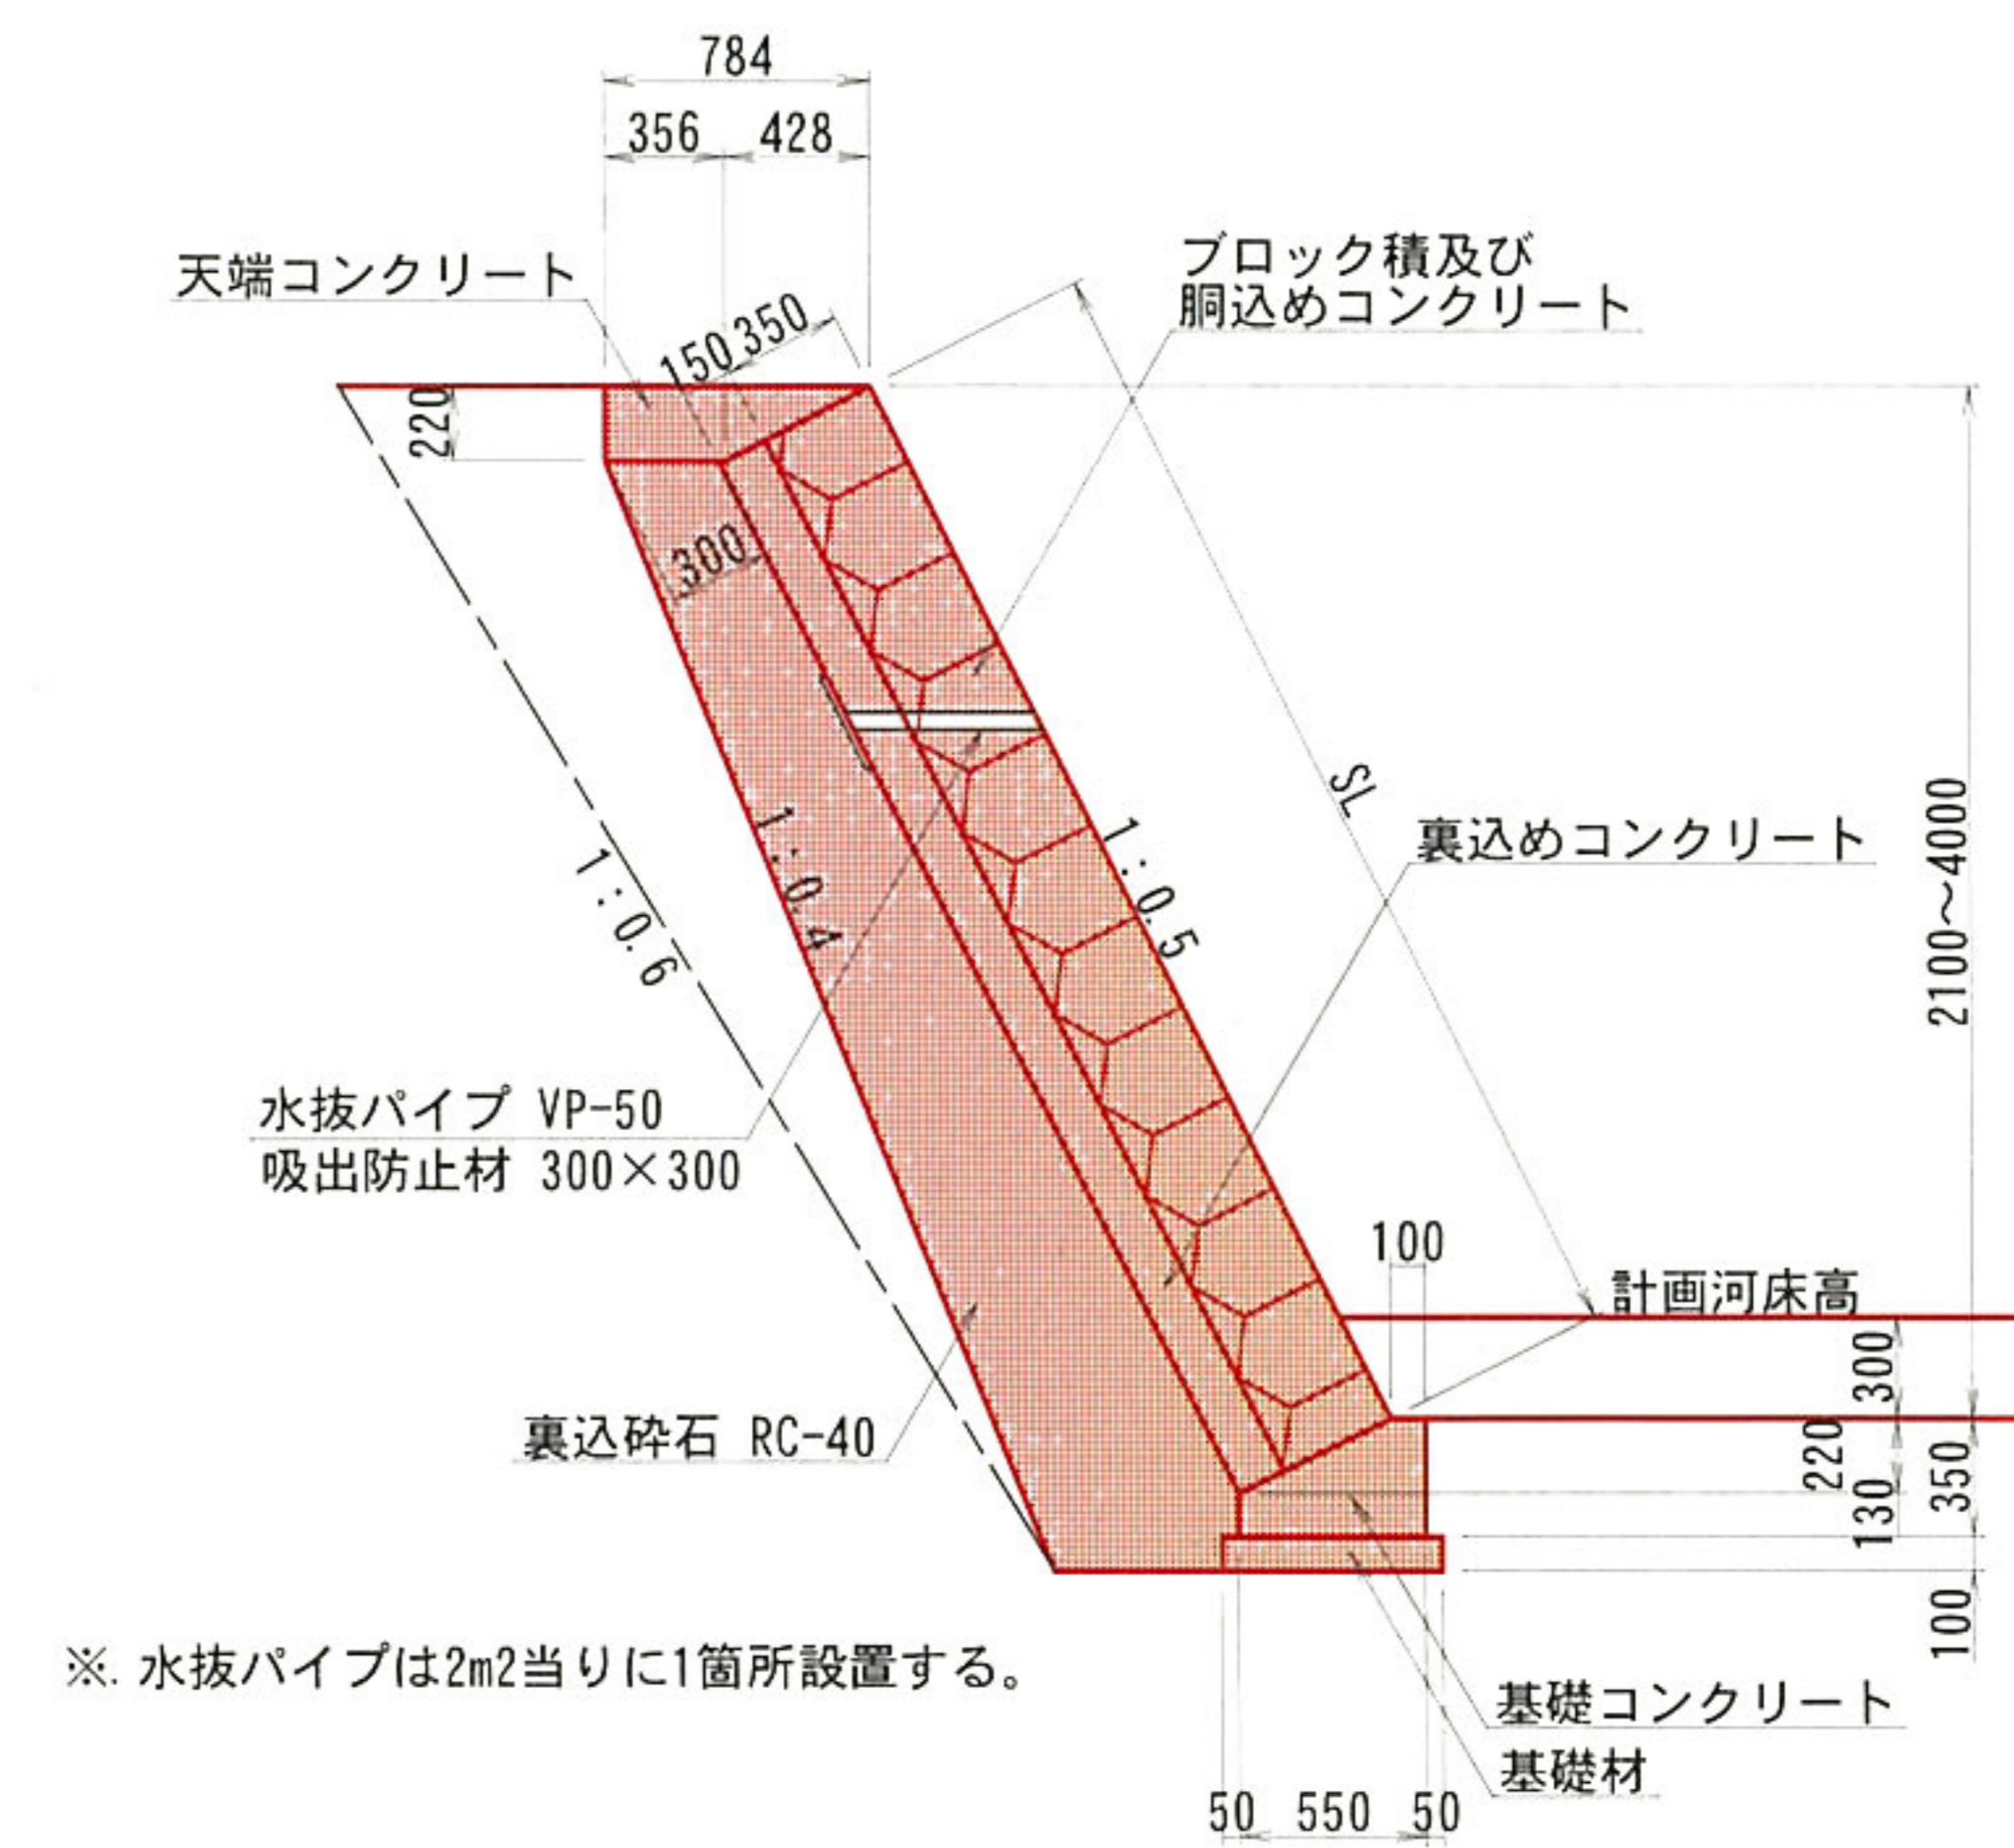 784
356 428
天端コンクリート
ブロック積及び
胴込めコンクリート
150 350
220
300
SL
1:0.6
1:0.4
1:0.5
裏込めコンクリート
2100～4000
水抜パイプ VP-50
吸出防止材 300×300
100
計画河床高
300
裏込砕石 RC-40
220
130
350
100
※. 水抜パイプは2m2当りに1箇所設置する。
基礎コンクリート
基礎材
50 550 50